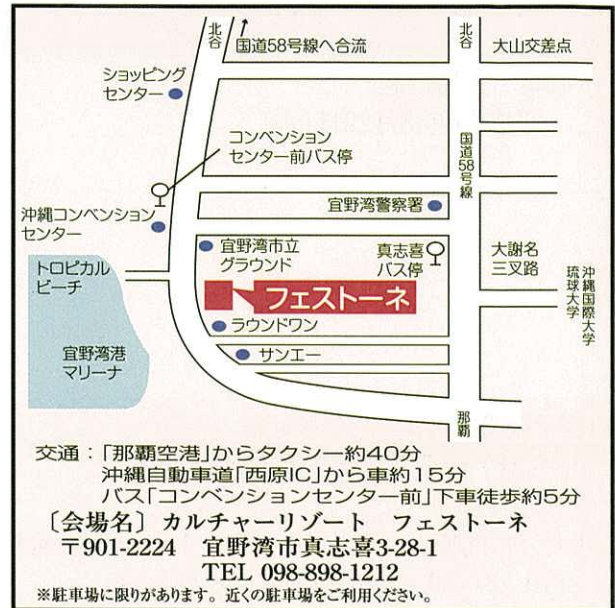 北谷
国道58号線へ合流
北谷
大山交差点
ショッピング
センター
コンベンション
センター前バス停
国道58号線
沖縄コンベンション
センター
宜野湾警察署
宜野湾市立
グラウンド
真志喜
バス停
大謝名
三叉路
トロピカル
ビーチ
フェストーネ
沖縄国際大学
琉球大学
ラウンドワン
宜野湾港
マリーナ
サンエー
那覇
交通:「那覇空港」からタクシー約40分
沖縄自動車道「西原IC」から車約15分
バス「コンベンションセンター前」下車徒歩約5分
〔会場名〕カルチャーリゾート フェストーネ
〒901-2224 宜野湾市真志喜3-28-1
TEL 098-898-1212
※駐車場に限りがあります。近くの駐車場をご利用ください。